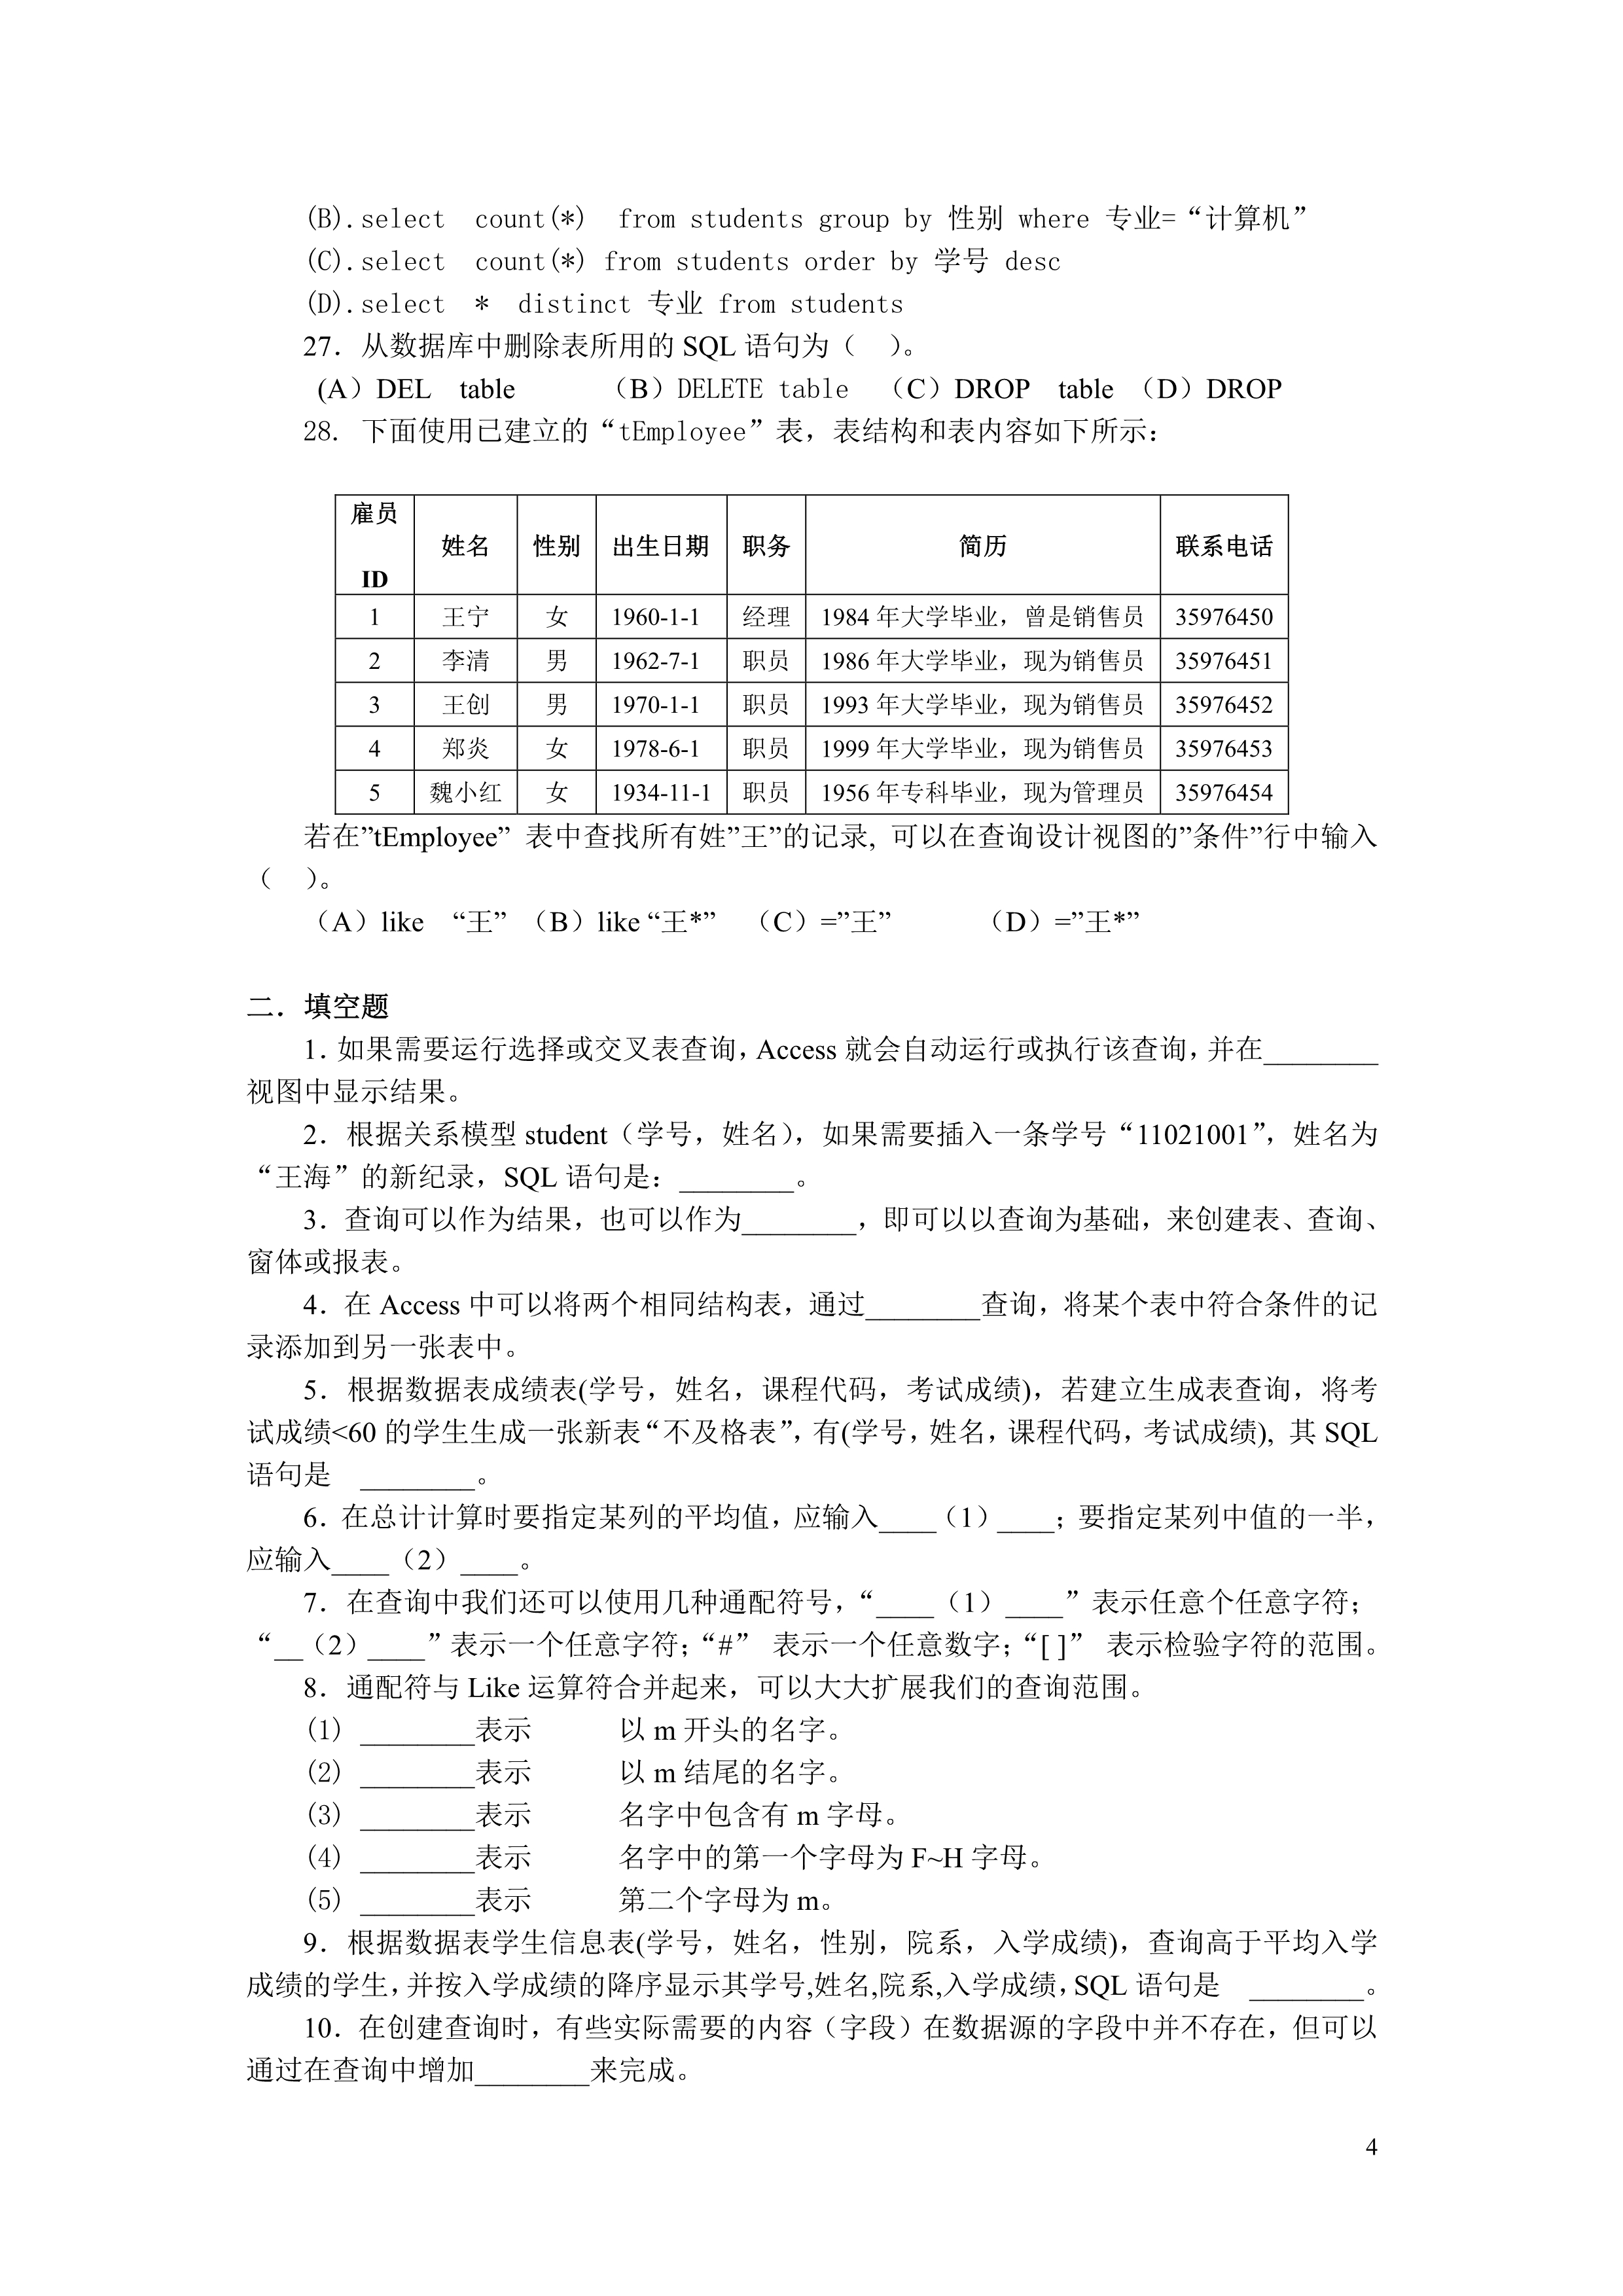 (B).select  count(*)  from students group by 性别 where 专业=“计算机”
(C).select  count(*) from students order by 学号 desc
(D).select  *  distinct 专业 from students
27．从数据库中删除表所用的 SQL 语句为（  ）。
(A）DEL  table  （B）DELETE table  （C）DROP  table （D）DROP
28． 下面使用已建立的“tEmployee”表，表结构和表内容如下所示：
雇员ID 姓名 性别 出生日期 职务 简历 联系电话
1 王宁 女 1960-1-1 经理 1984 年大学毕业，曾是销售员 35976450
2 李清 男 1962-7-1 职员 1986 年大学毕业，现为销售员 35976451
3 王创 男 1970-1-1 职员 1993 年大学毕业，现为销售员 35976452
4 郑炎 女 1978-6-1 职员 1999 年大学毕业，现为销售员 35976453
5 魏小红 女 1934-11-1 职员 1956 年专科毕业，现为管理员 35976454
若在”tEmployee” 表中查找所有姓”王”的记录, 可以在查询设计视图的”条件”行中输入
（  ）。
（A）like  “王” （B）like “王*”  （C）=”王”  （D）=”王*”
二．填空题
1．如果需要运行选择或交叉表查询，Access 就会自动运行或执行该查询，并在________
视图中显示结果。
2．根据关系模型 student（学号，姓名），如果需要插入一条学号“11021001”，姓名为
“王海”的新纪录，SQL 语句是：________。
3．查询可以作为结果，也可以作为________，即可以以查询为基础，来创建表、查询、
窗体或报表。
4．在 Access 中可以将两个相同结构表，通过________查询，将某个表中符合条件的记
录添加到另一张表中。
5．根据数据表成绩表(学号，姓名，课程代码，考试成绩)，若建立生成表查询，将考
试成绩<60 的学生生成一张新表“不及格表”，有(学号，姓名，课程代码，考试成绩), 其 SQL
语句是  ________。
6．在总计计算时要指定某列的平均值，应输入____（1）____；要指定某列中值的一半，
应输入____（2）____。
7．在查询中我们还可以使用几种通配符号，“____（1）____”表示任意个任意字符；
“__（2）____”表示一个任意字符；“#” 表示一个任意数字；“[ ]” 表示检验字符的范围。
8．通配符与 Like 运算符合并起来，可以大大扩展我们的查询范围。
(1) ________表示  以 m 开头的名字。
(2) ________表示  以 m 结尾的名字。
(3) ________表示  名字中包含有 m 字母。
(4) ________表示  名字中的第一个字母为 F~H 字母。
(5) ________表示  第二个字母为 m。
9．根据数据表学生信息表(学号，姓名，性别，院系，入学成绩)，查询高于平均入学
成绩的学生，并按入学成绩的降序显示其学号,姓名,院系,入学成绩，SQL 语句是  ________。
10．在创建查询时，有些实际需要的内容（字段）在数据源的字段中并不存在，但可以
通过在查询中增加________来完成。
4